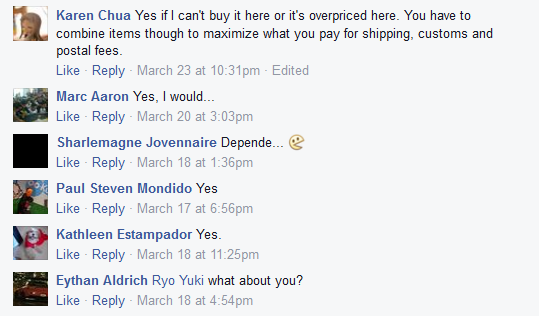 Karen Chua Yes if I can't buy it here or it's overpriced here. You have to
combine items though to maximize what you pay for shipping, customs and
postal fees.
Like · Reply · March 23 at 10:31pm · Edited
Marc Aaron Yes, I would...
Like · Reply · March 20 at 3:03pm
Sharlemagne Jovennaire Depende...
Like · Reply · March 18 at 1:36pm
Paul Steven Mondido Yes
Like · Reply · March 17 at 6:56pm
Kathleen Estampador Yes.
Like · Reply · March 18 at 11:25pm
Eythan Aldrich Ryo Yuki what about you?
Like · Reply · March 18 at 4:54pm